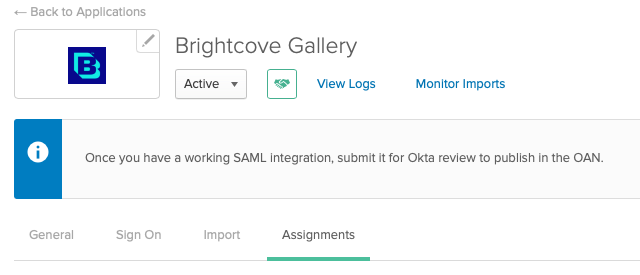 ← Back to Applications
Brightcove Gallery
Active ▼ View Logs Monitor Imports
Once you have a working SAML integration, submit it for Okta review to publish in the OAN.
General Sign On Import Assignments